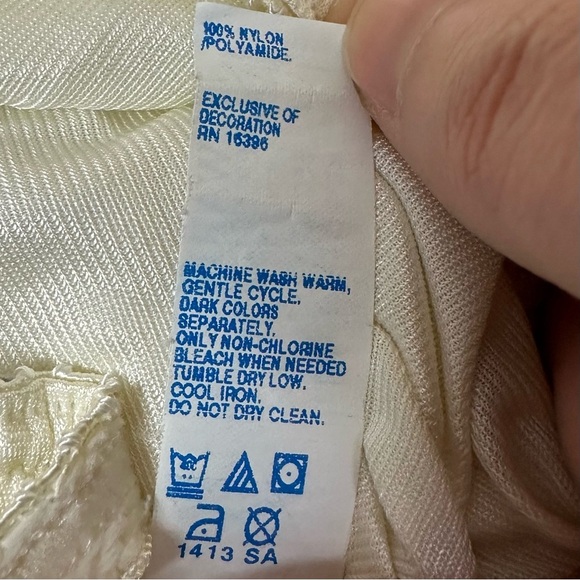 100% NYLON
/POLYAMIDE.
EXCLUSIVE OF
DECORATION
RN 16396
MACHINE WASH WARM,
GENTLE CYCLE.
DARK COLORS
SEPARATELY.
ONLY NON-CHLORINE
BLEACH WHEN NEEDED
TUMBLE DRY LOW.
COOL IRON.
DO NOT DRY CLEAN.
1413 SA